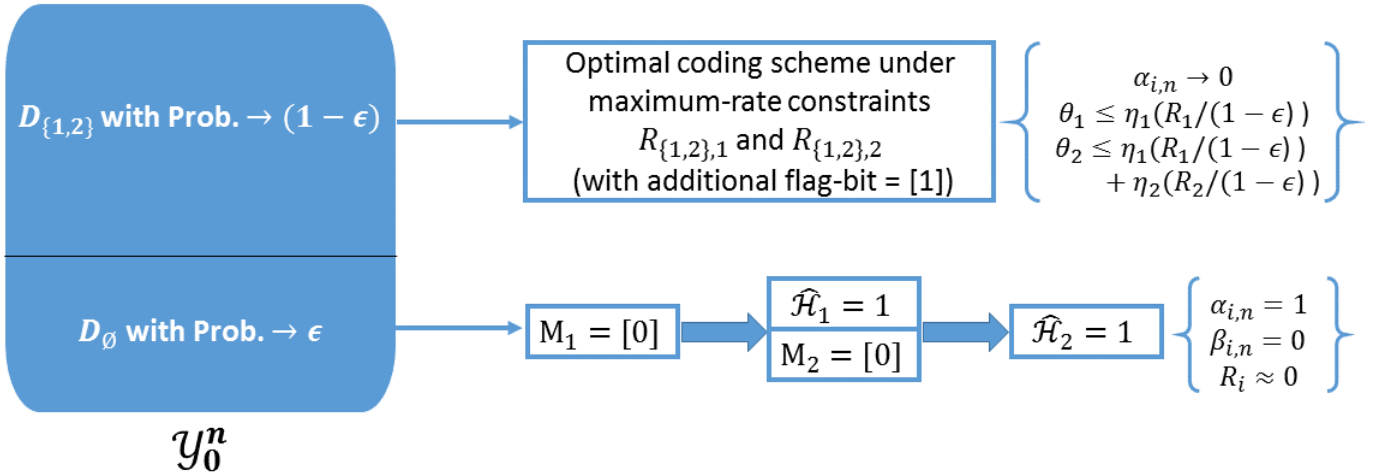 D_{1,2} with Prob. → (1 − ϵ)
Optimal coding scheme under
maximum-rate constraints
R_{{1,2},1} and R_{{1,2},2}
(with additional flag-bit = [1])
α_{i,n} → 0
θ_1 ≤ η_1(R_1/(1 − ϵ))
θ_2 ≤ η_1(R_1/(1 − ϵ))
+ η_2(R_2/(1 − ϵ))
D_∅ with Prob. → ϵ
M_1 = [0]
ℋ̂_1 = 1
M_2 = [0]
ℋ̂_2 = 1
α_{i,n} = 1
β_{i,n} = 0
R_i ≈ 0
𝒴_0^n